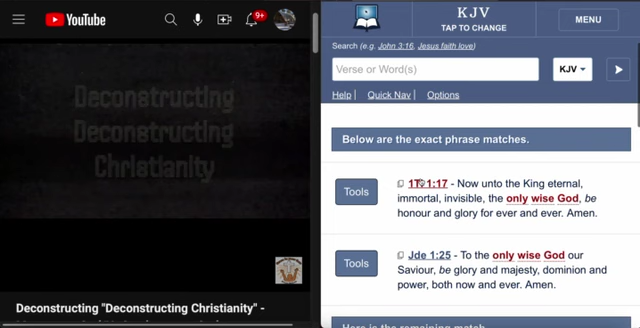 YouTube
9+
Deconstructing
Deconstructing
Christianity
Deconstructing "Deconstructing Christianity" -
KJV
TAP TO CHANGE
MENU
Search (e.g. John 3:16, Jesus faith love)
Verse or Word(s)
KJV
Help | Quick Nav | Options
Below are the exact phrase matches.
Tools
1Ti 1:17 - Now unto the King eternal,
immortal, invisible, the only wise God, be
honour and glory for ever and ever. Amen.
Tools
Jde 1:25 - To the only wise God our
Saviour, be glory and majesty, dominion and
power, both now and ever. Amen.